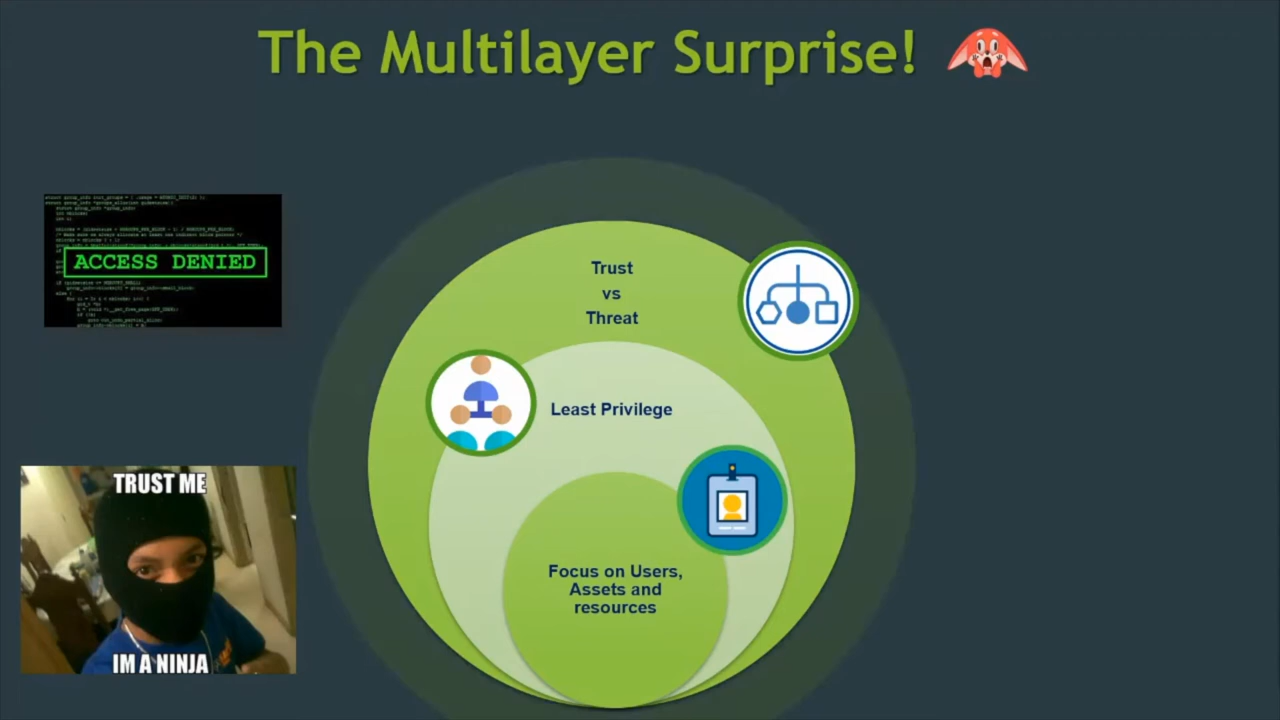 The Multilayer Surprise!
ACCESS DENIED
Trust
vs
Threat
Least Privilege
Focus on Users,
Assets and
resources
TRUST ME
IM A NINJA